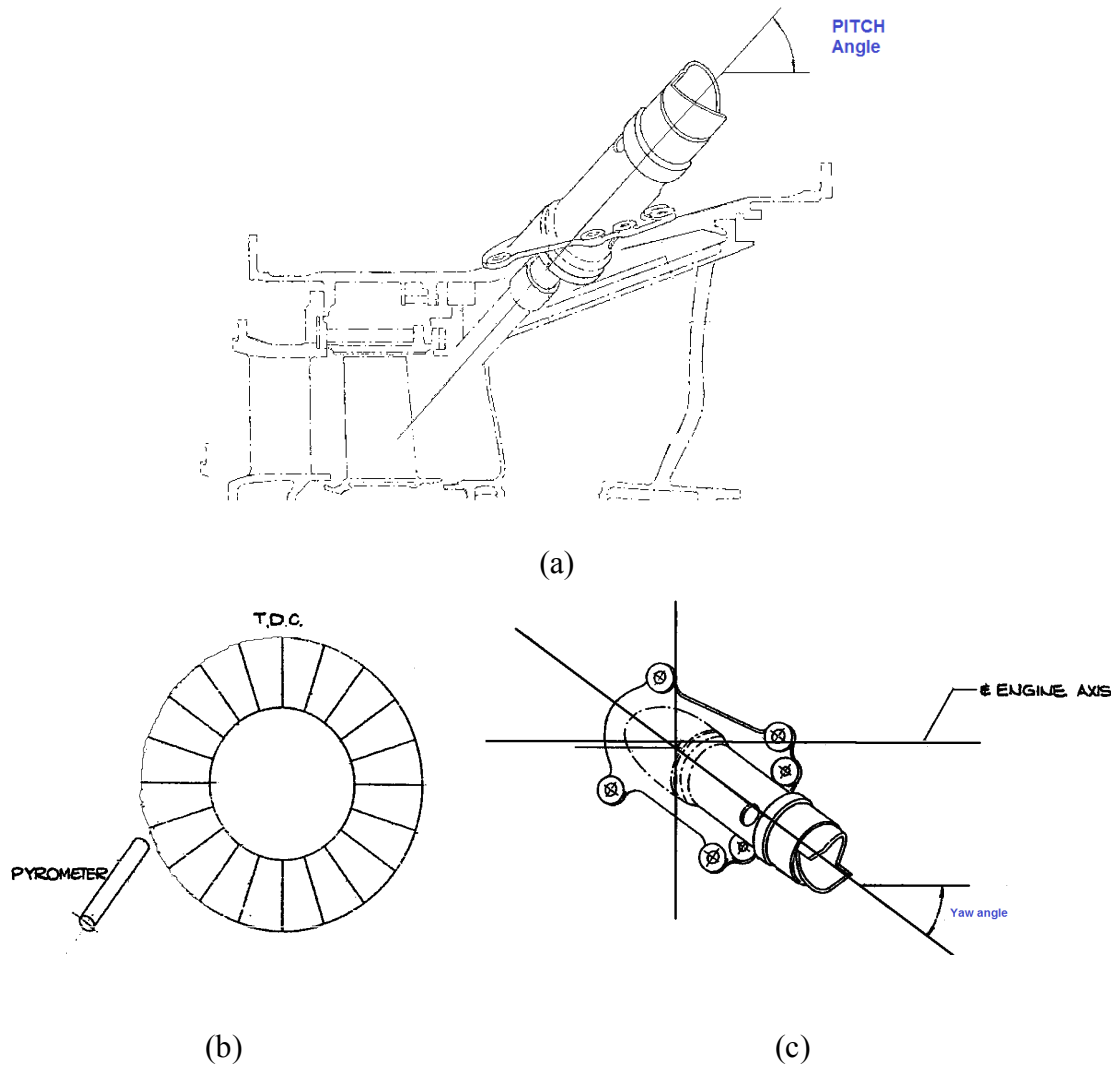 PITCH
Angle
(a)
T.D.C.
PYROMETER
℄ ENGINE AXIS
Yaw angle
(b)
(c)